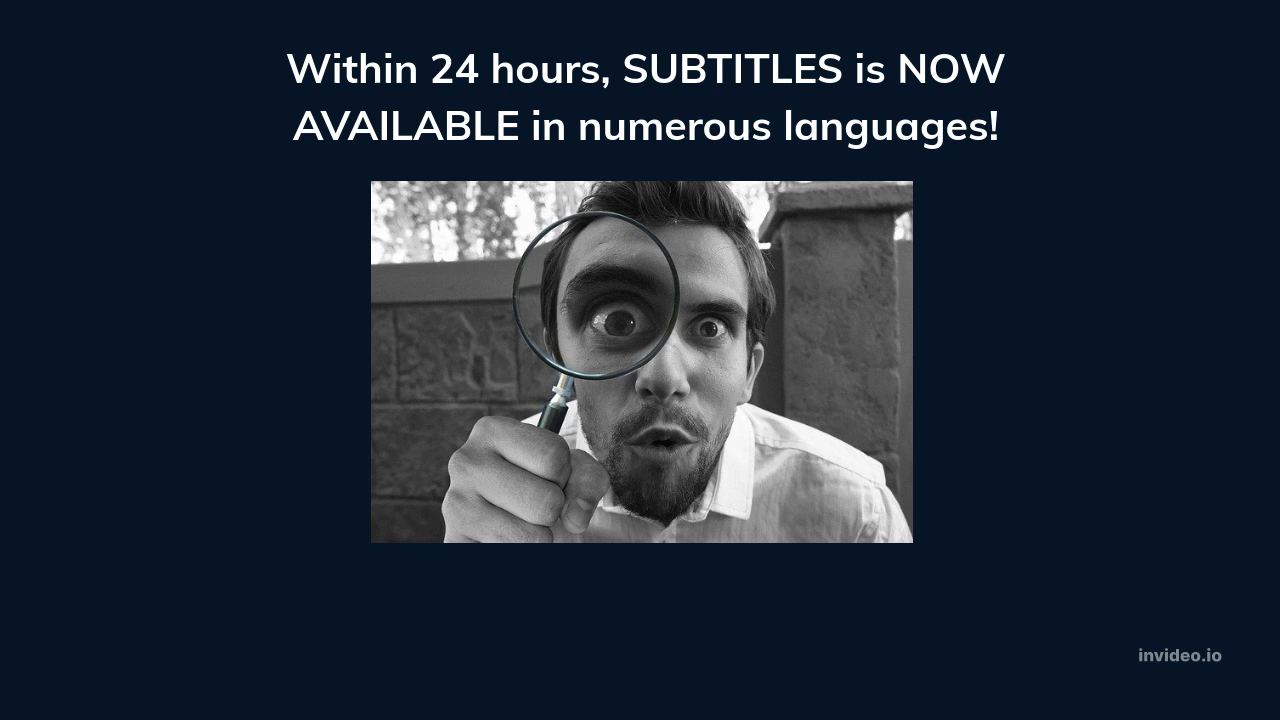 Within 24 hours, SUBTITLES is NOW
AVAILABLE in numerous languages!
invideo.io